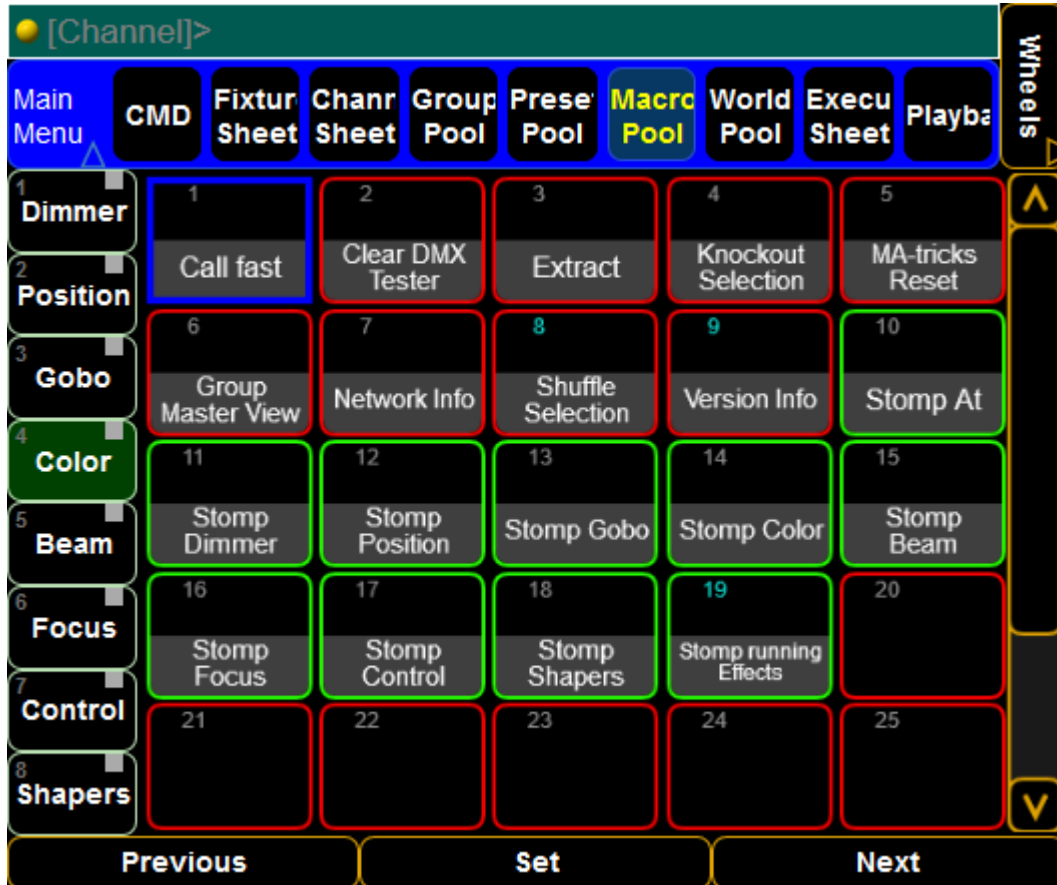 [Channel]>
Wheels
Main
Menu
CMD
Fixtur
Sheet
Chanr
Sheet
Group
Pool
Prese
Pool
Macro
Pool
World
Pool
Execu
Sheet
Playba
1
Dimmer
2
Position
3
Gobo
4
Color
5
Beam
6
Focus
7
Control
8
Shapers
1
Call fast
2
Clear DMX
Tester
3
Extract
4
Knockout
Selection
5
MA-tricks
Reset
6
Group
Master View
7
Network Info
8
Shuffle
Selection
9
Version Info
10
Stomp At
11
Stomp
Dimmer
12
Stomp
Position
13
Stomp Gobo
14
Stomp Color
15
Stomp
Beam
16
Stomp
Focus
17
Stomp
Control
18
Stomp
Shapers
19
Stomp running
Effects
20
21
22
23
24
25
Previous
Set
Next